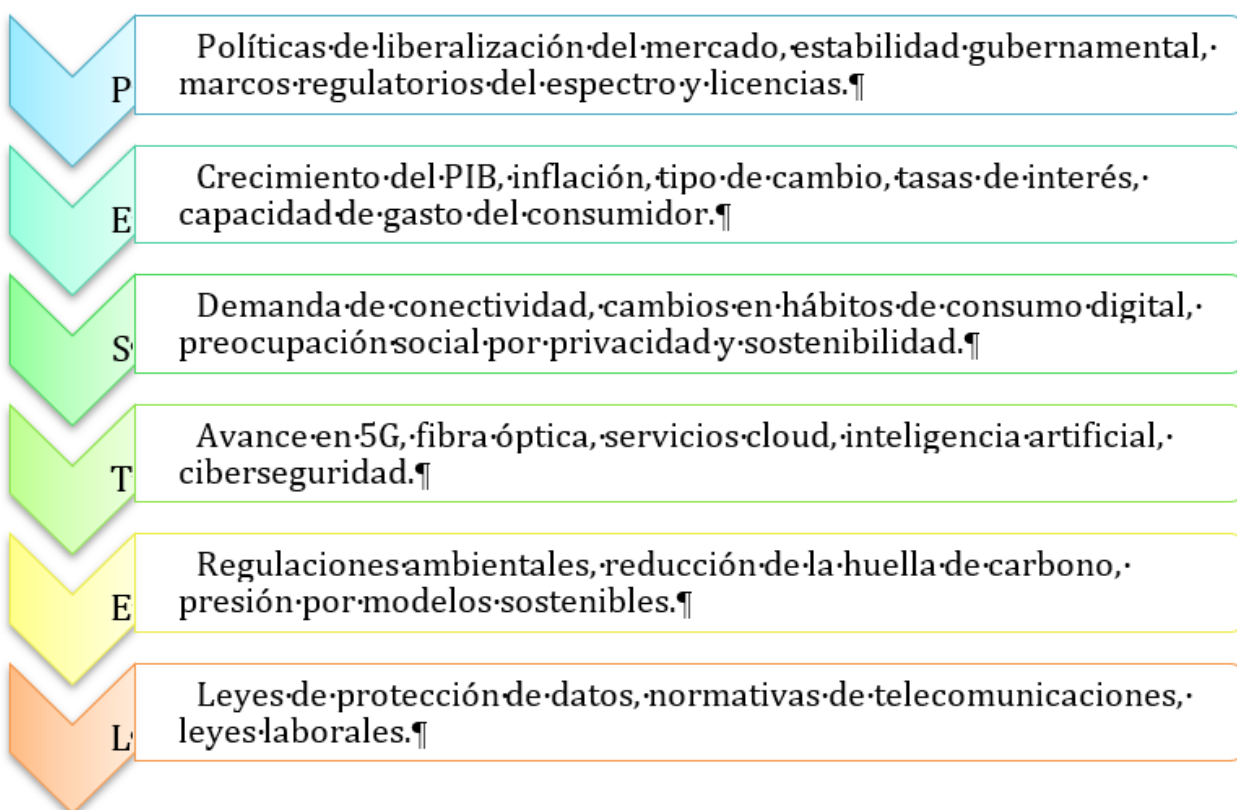 P
Políticas de liberalización del mercado, estabilidad gubernamental,
marcos regulatorios del espectro y licencias.¶
E
Crecimiento del PIB, inflación, tipo de cambio, tasas de interés,
capacidad de gasto del consumidor.¶
S
Demanda de conectividad, cambios en hábitos de consumo digital,
preocupación social por privacidad y sostenibilidad.¶
T
Avance en 5G, fibra óptica, servicios cloud, inteligencia artificial,
ciberseguridad.¶
E
Regulaciones ambientales, reducción de la huella de carbono,
presión por modelos sostenibles.¶
L
Leyes de protección de datos, normativas de telecomunicaciones,
leyes laborales.¶